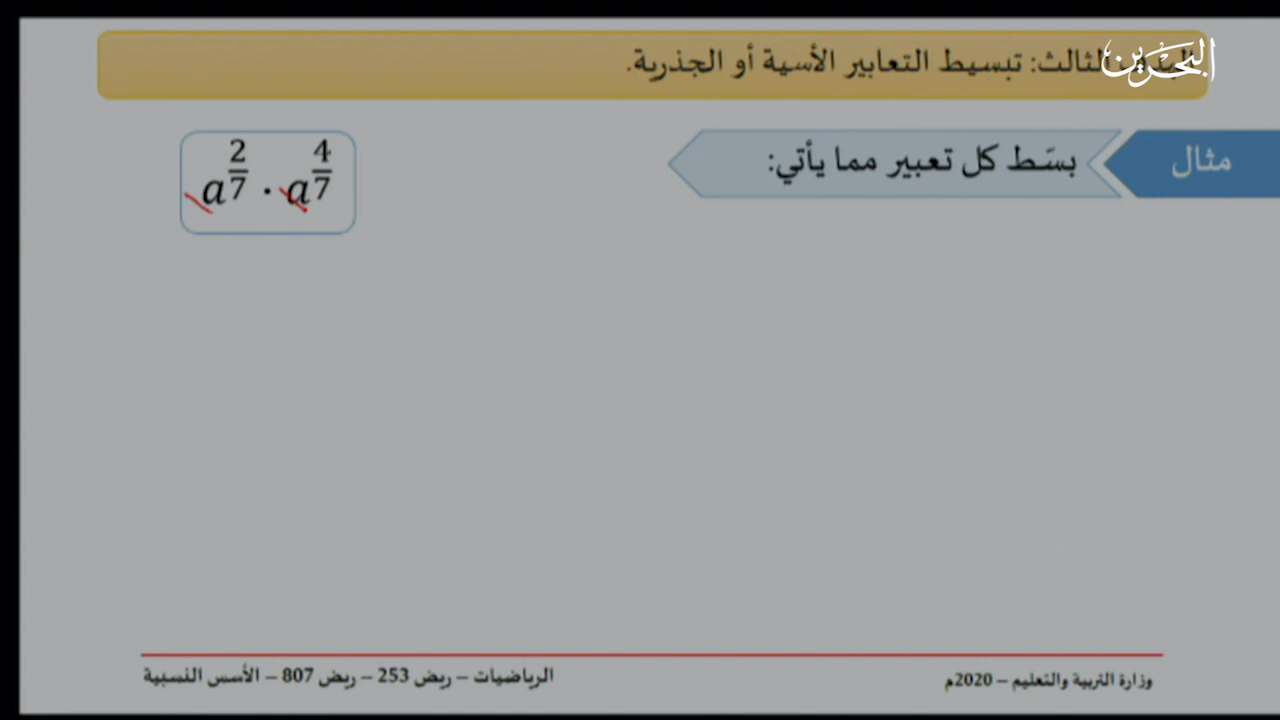 الثالث: تبسيط التعابير الأسية أو الجذرية.
البحرين
مثال
بسّط كل تعبير مما يأتي:
a^{2/7} · a^{4/7}
وزارة التربية والتعليم – 2020م
الرياضيات – ريض 253 – ريض 807 – الأسس النسبية